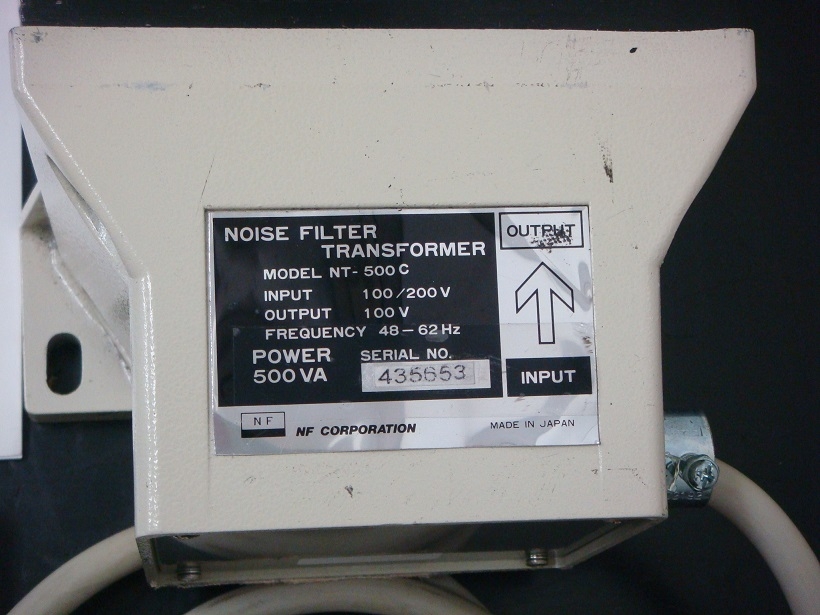 NOISE FILTER
TRANSFORMER
MODEL NT-500C
INPUT 100/200V
OUTPUT 100V
FREQUENCY 48-62Hz
POWER
500VA
SERIAL NO.
435653
OUTPUT
INPUT
NF
NF CORPORATION
MADE IN JAPAN